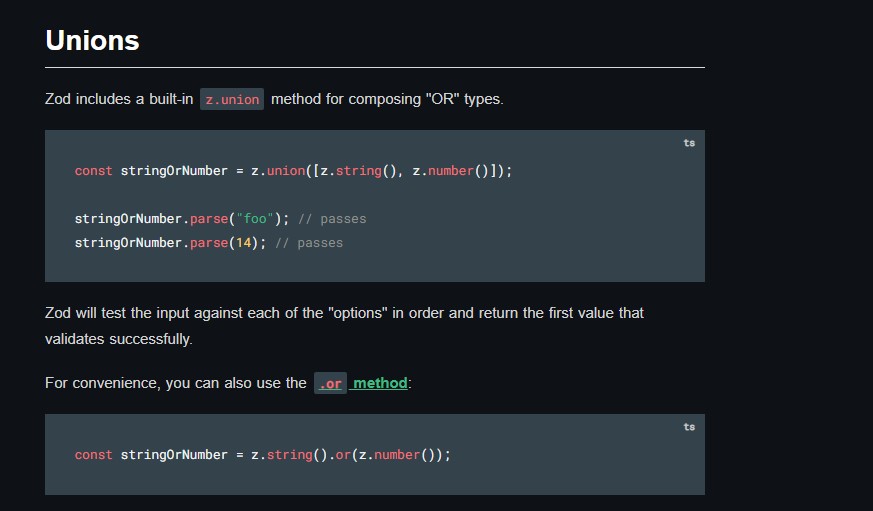 Unions
Zod includes a built-in z.union method for composing "OR" types.
ts
const stringOrNumber = z.union([z.string(), z.number()]);
stringOrNumber.parse("foo"); // passes
stringOrNumber.parse(14); // passes
Zod will test the input against each of the "options" in order and return the first value that
validates successfully.
For convenience, you can also use the .or method:
ts
const stringOrNumber = z.string().or(z.number());